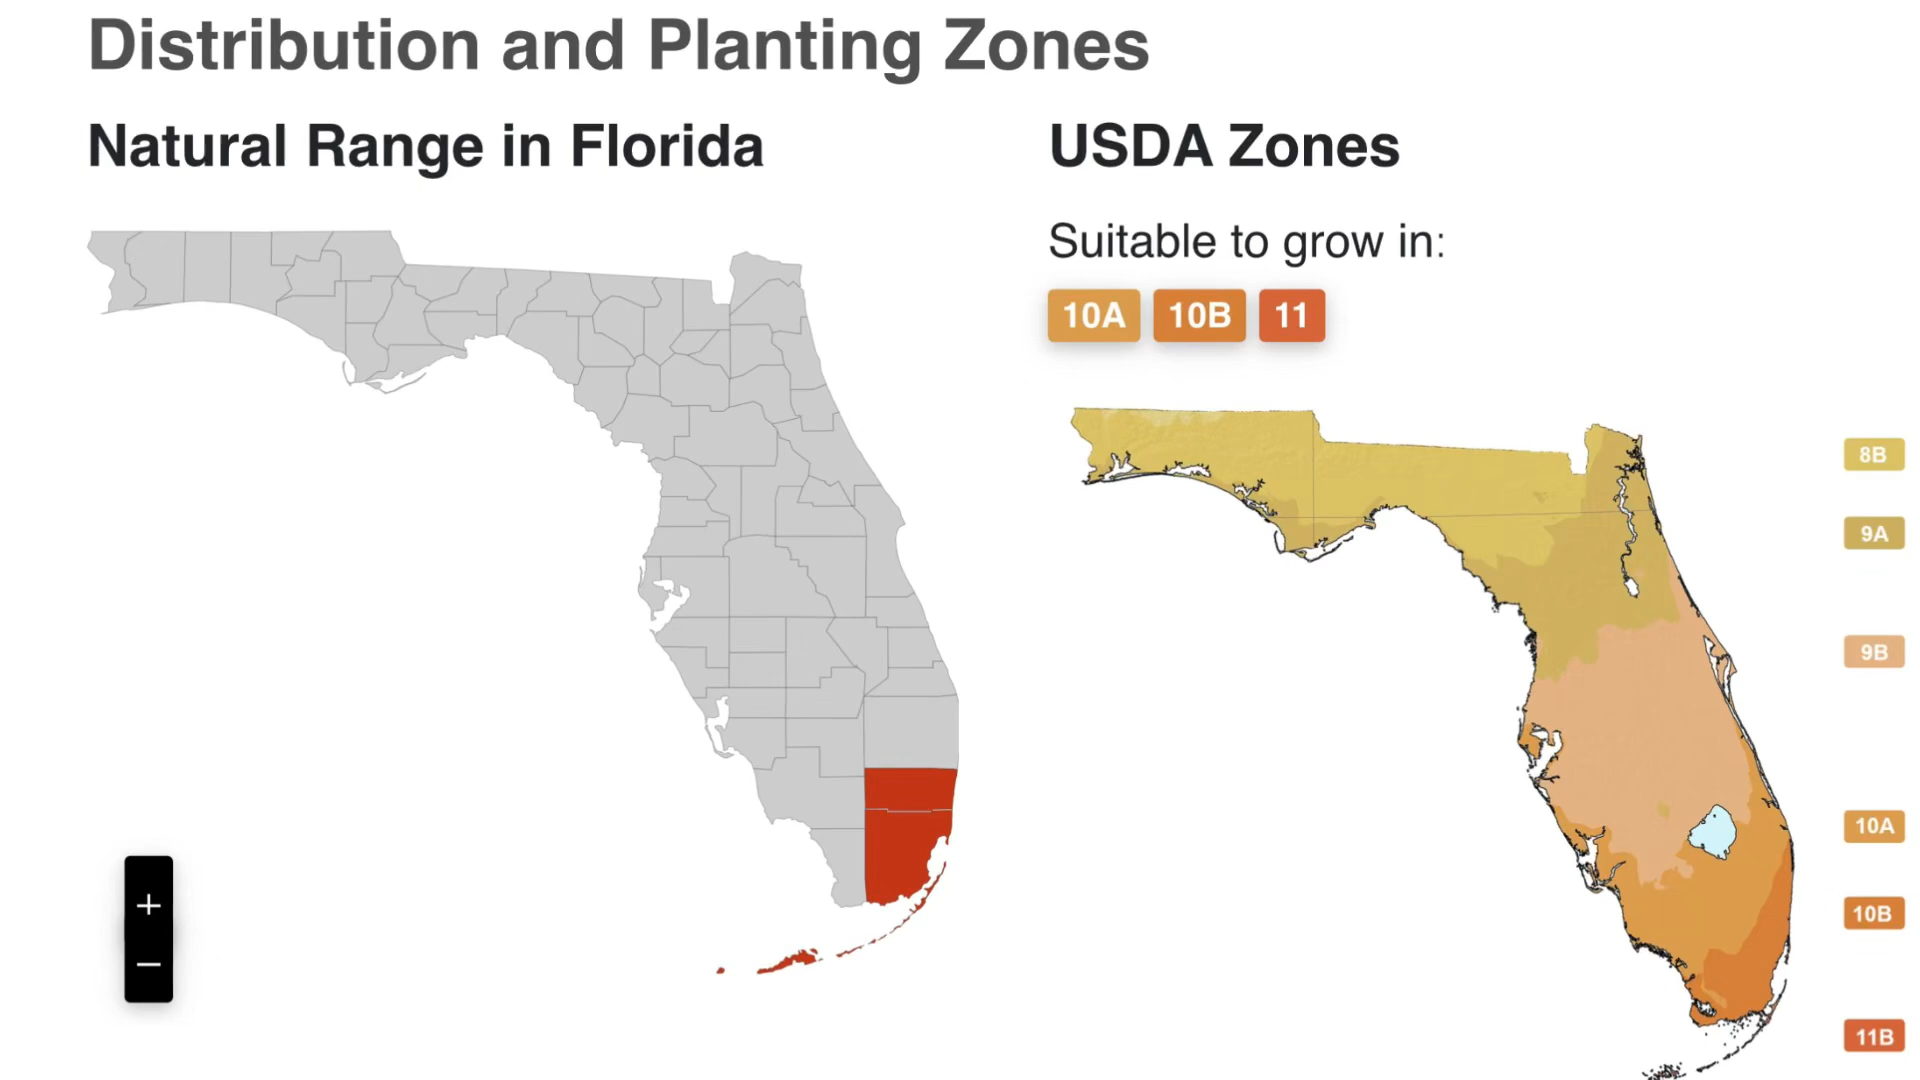 Distribution and Planting Zones
Natural Range in Florida
USDA Zones
Suitable to grow in:
10A 10B 11
8B
9A
9B
10A
10B
11B
+
−